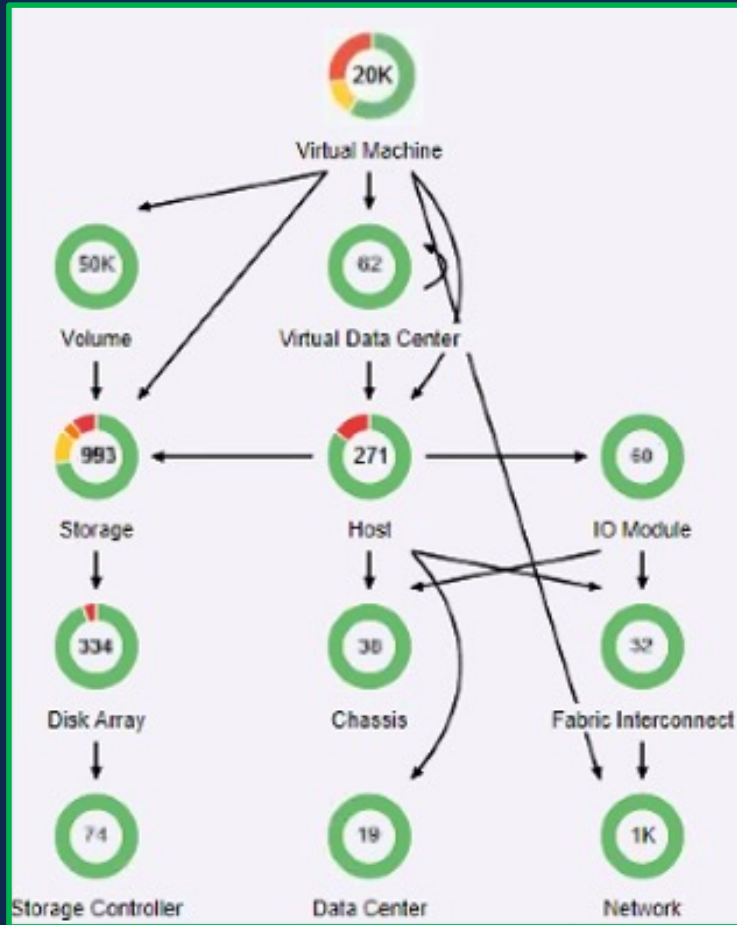 20K
Virtual Machine
50K
62
Volume
Virtual Data Center
993
271
60
Storage
Host
IO Module
334
38
32
Disk Array
Chassis
Fabric Interconnect
74
19
1K
Storage Controller
Data Center
Network